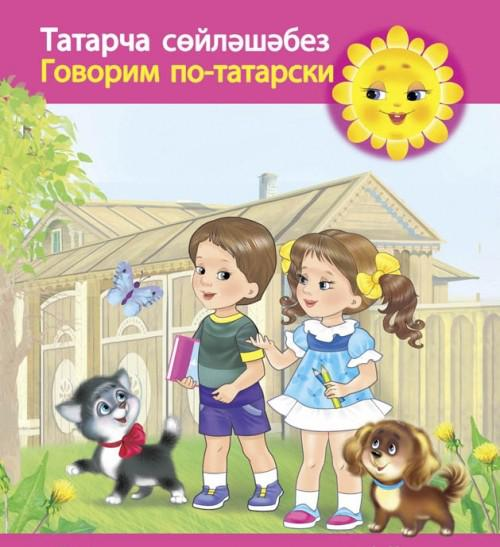 Татарча сөйләшәбез
Говорим по-татарски